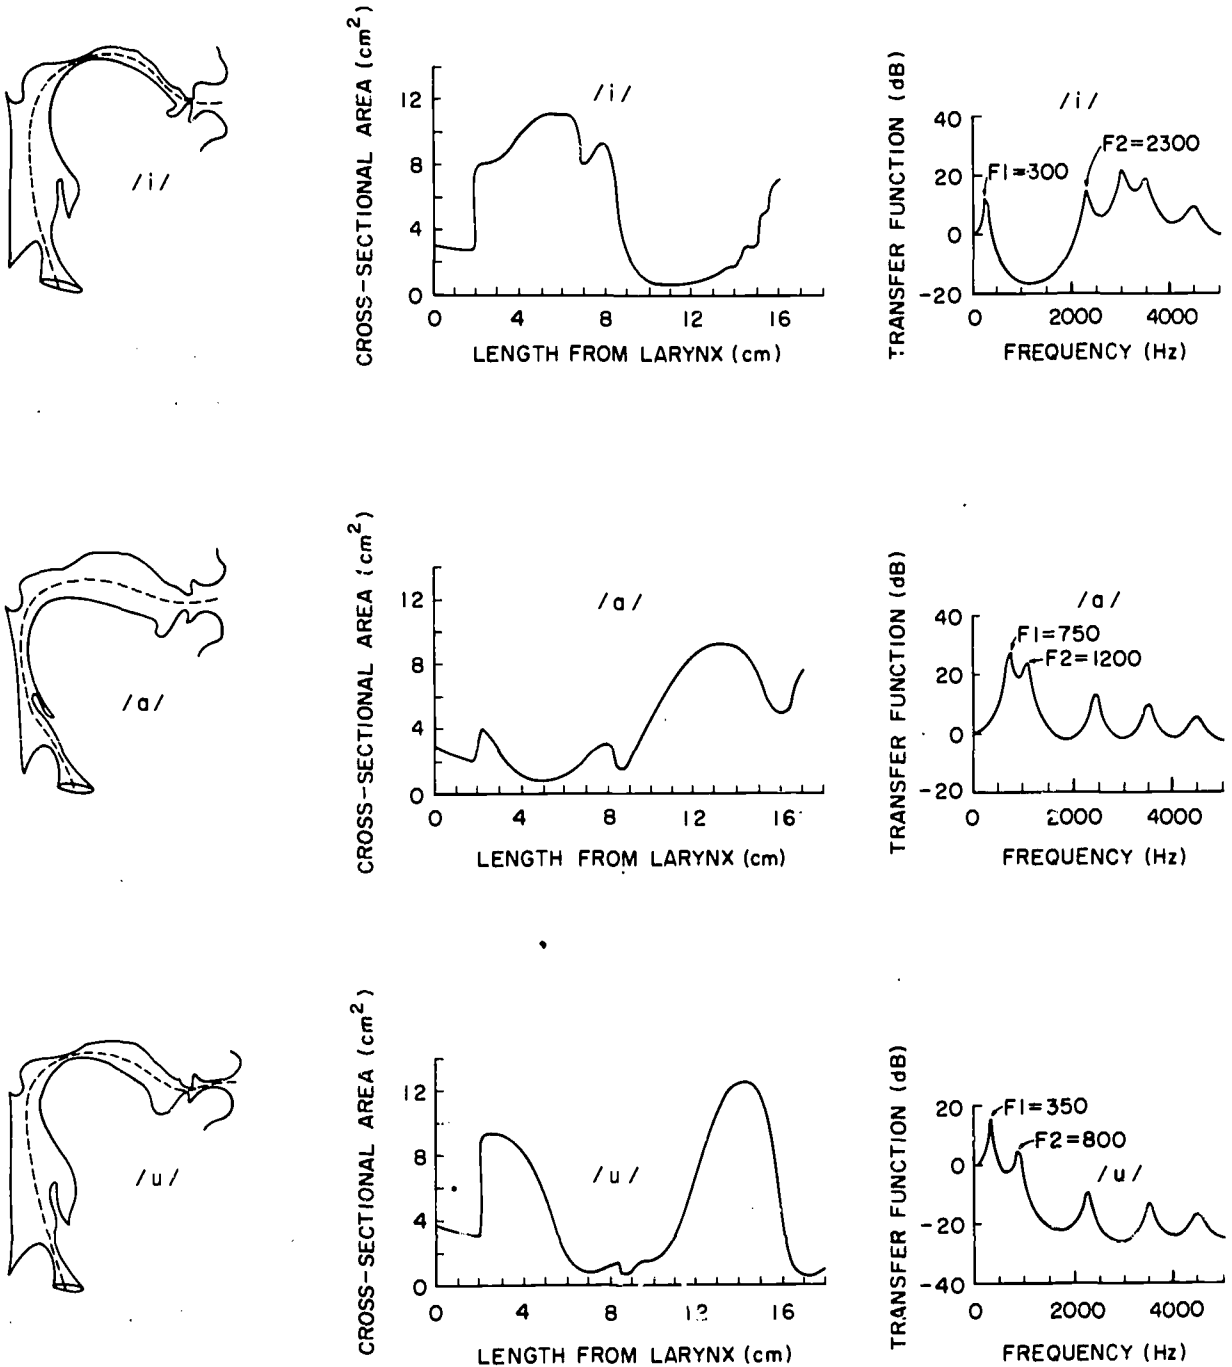 /i/
CROSS-SECTIONAL AREA (cm2)
12
8
4
0
/i/
0 4 8 12 16
LENGTH FROM LARYNX (cm)
TRANSFER FUNCTION (dB)
40
20
0
-20
/i/
F1=300
F2=2300
0 2000 4000
FREQUENCY (Hz)
/a/
CROSS-SECTIONAL AREA (cm2)
12
8
4
0
/a/
0 4 8 12 16
LENGTH FROM LARYNX (cm)
TRANSFER FUNCTION (dB)
40
20
0
-20
/a/
F1=750
F2=1200
0 2000 4000
FREQUENCY (Hz)
/u/
CROSS-SECTIONAL AREA (cm2)
12
8
4
0
/u/
0 4 8 12 16
LENGTH FROM LARYNX (cm)
TRANSFER FUNCTION (dB)
20
0
-20
-40
F1=350
F2=800
/u/
0 2000 4000
FREQUENCY (Hz)